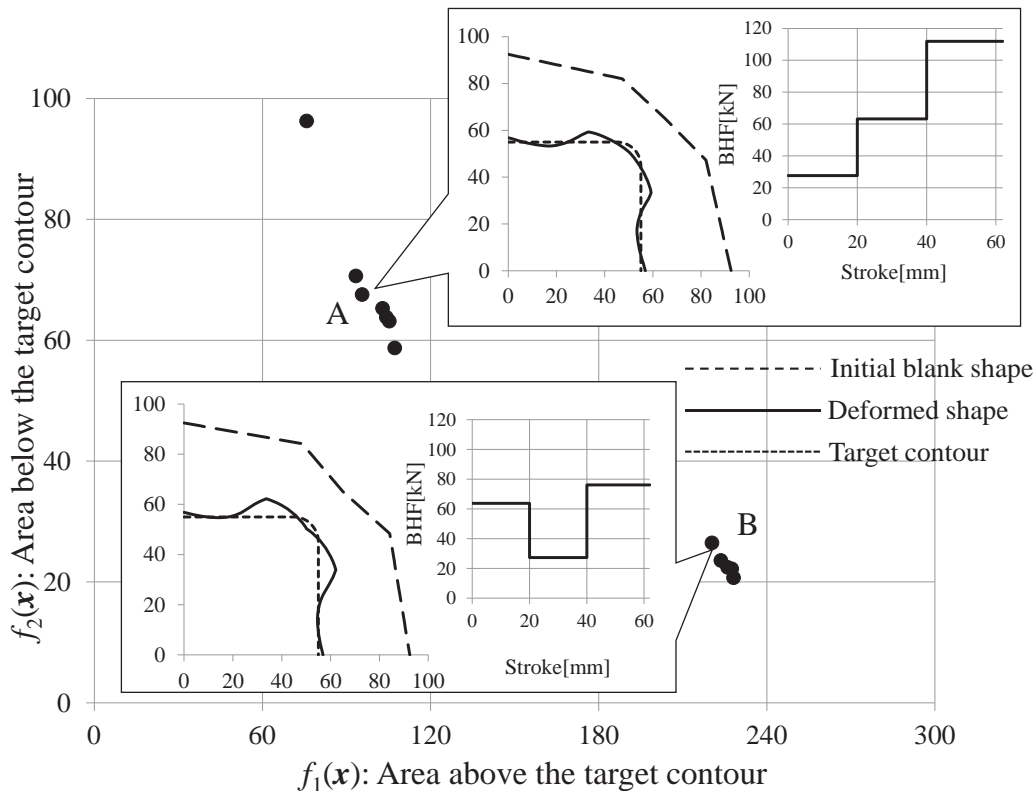 100
80
60
40
20
0
0 60 120 180 240 300
f₂(x): Area below the target contour
f₁(x): Area above the target contour
A
B
100
80
60
40
20
0
0 20 40 60 80 100
120
100
80
60
40
20
0
0 20 40 60
BHF[kN]
Stroke[mm]
Initial blank shape
Deformed shape
Target contour
100
80
60
40
20
0
0 20 40 60 80 100
120
100
80
60
40
20
0
0 20 40 60
BHF[kN]
Stroke[mm]